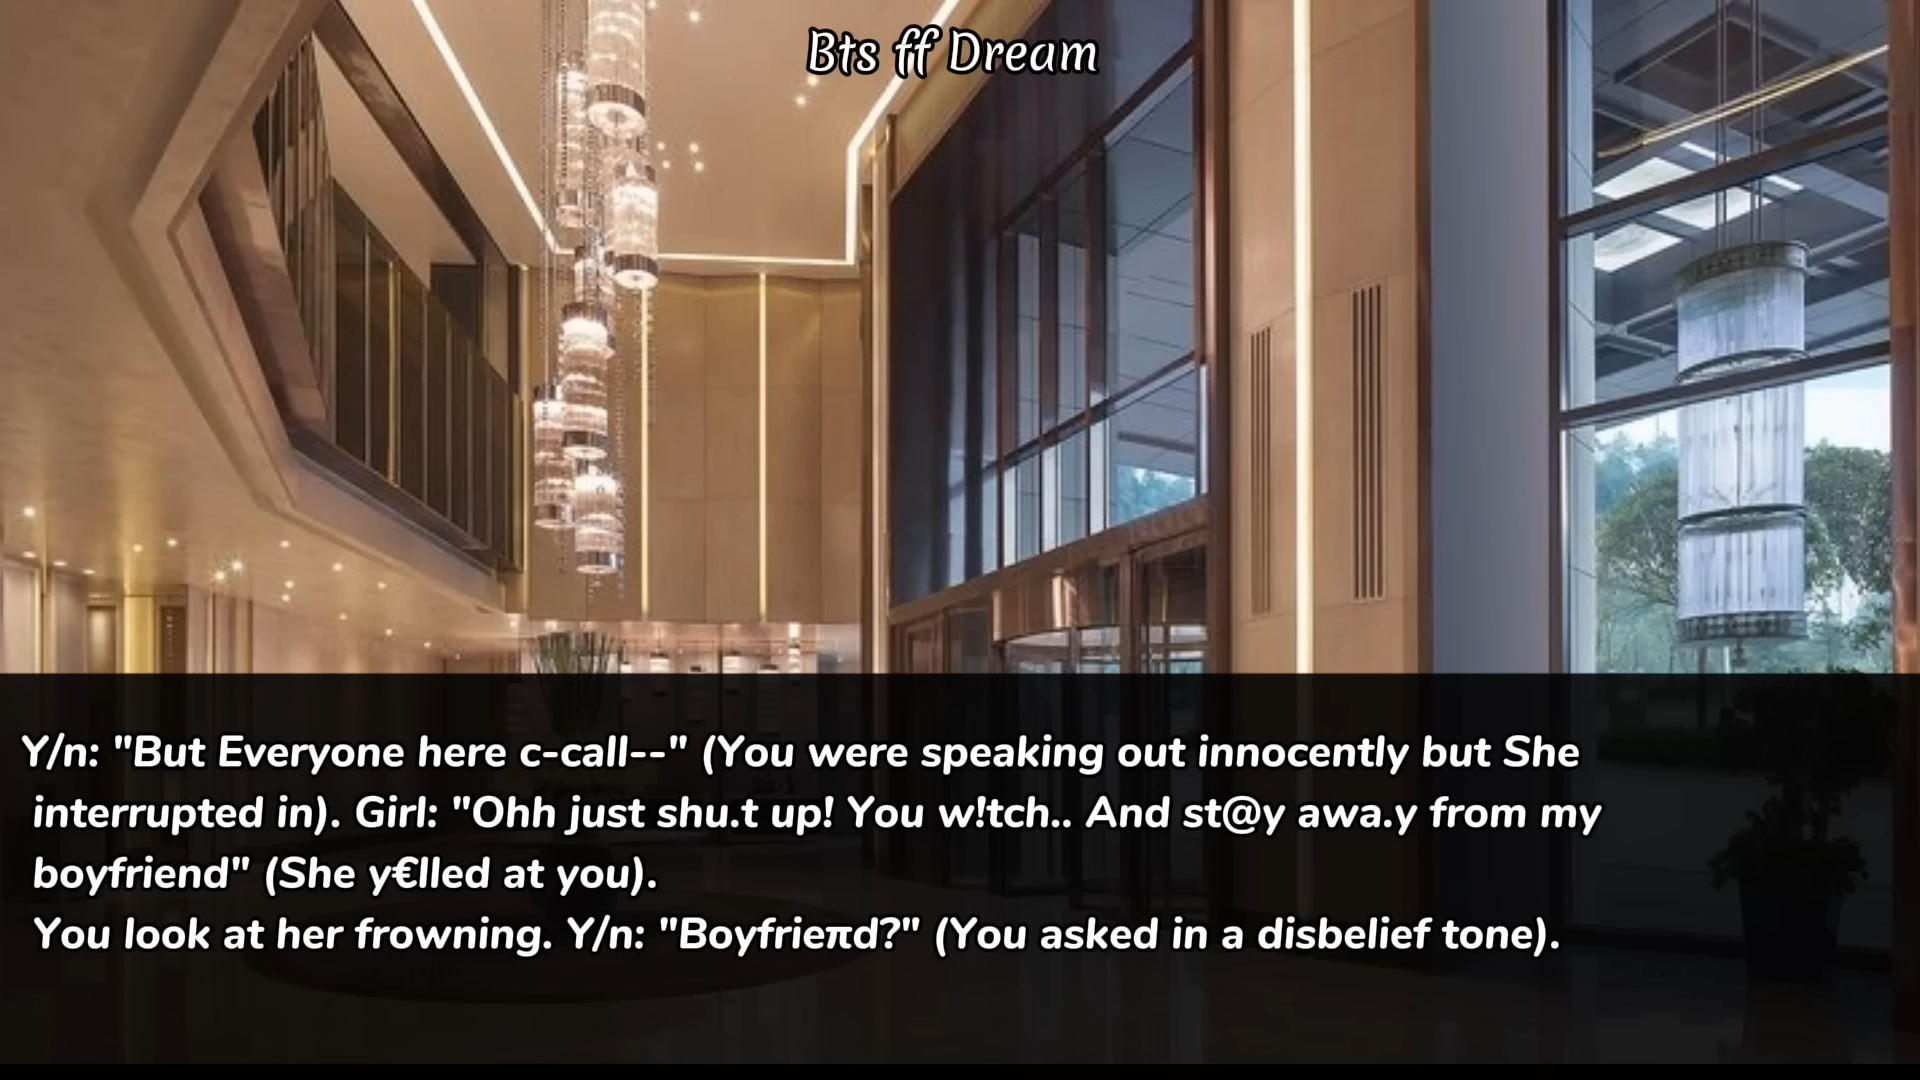 Bts ff Dream
Y/n: "But Everyone here c-call--" (You were speaking out innocently but She
interrupted in). Girl: "Ohh just shu.t up! You w!tch.. And st@y awa.y from my
boyfriend" (She y€lled at you).
You look at her frowning. Y/n: "Boyfrieπd?" (You asked in a disbelief tone).